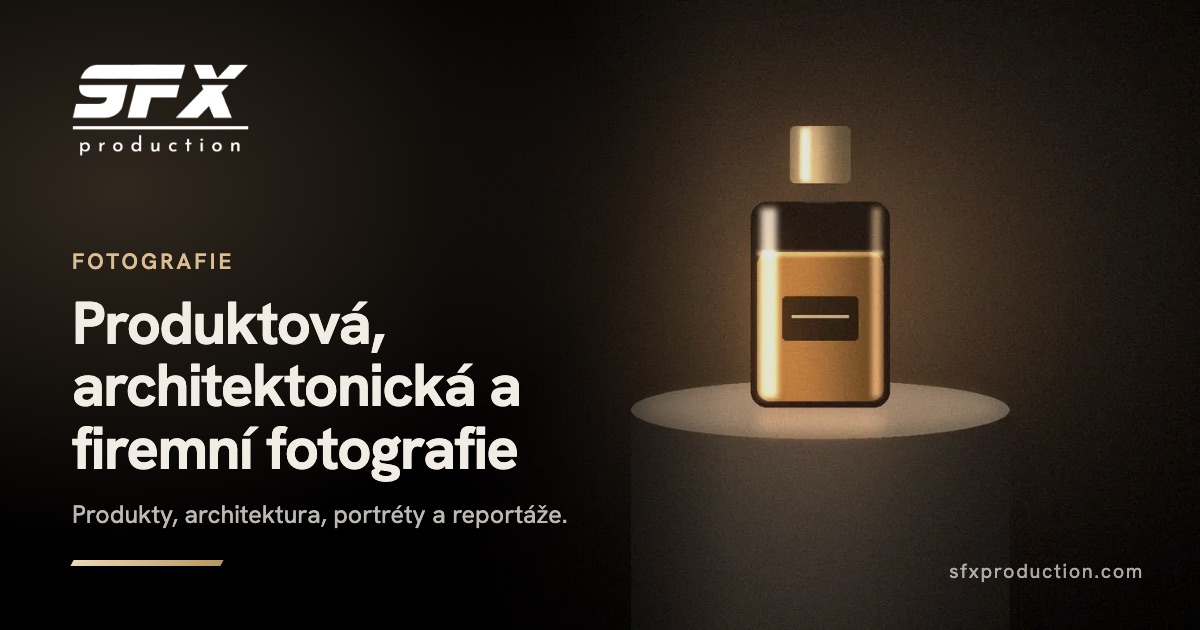 SFX
production
FOTOGRAFIE
Produktová,
architektonická a
firemní fotografie
Produkty, architektura, portréty a reportáže.
sfxproduction.com